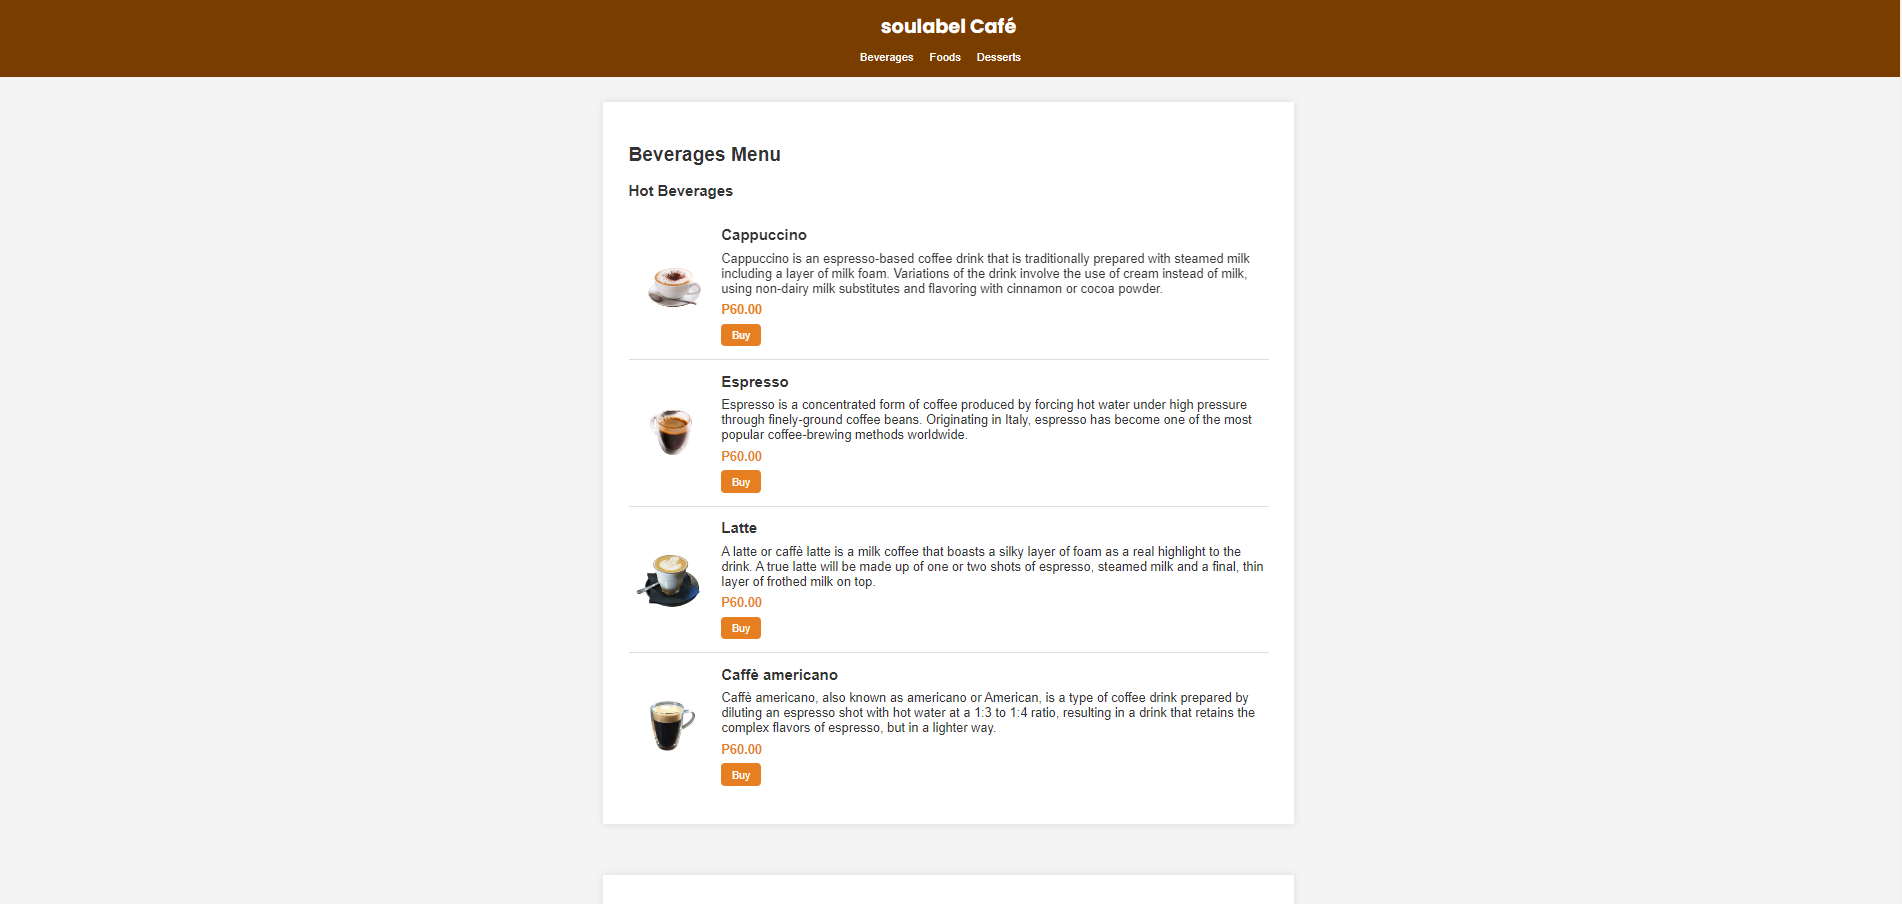 soulabel Café
Beverages Foods Desserts
Beverages Menu
Hot Beverages
Cappuccino
Cappuccino is an espresso-based coffee drink that is traditionally prepared with steamed milk
including a layer of milk foam. Variations of the drink involve the use of cream instead of milk,
using non-dairy milk substitutes and flavoring with cinnamon or cocoa powder.
P60.00
Buy
Espresso
Espresso is a concentrated form of coffee produced by forcing hot water under high pressure
through finely-ground coffee beans. Originating in Italy, espresso has become one of the most
popular coffee-brewing methods worldwide.
P60.00
Buy
Latte
A latte or caffè latte is a milk coffee that boasts a silky layer of foam as a real highlight to the
drink. A true latte will be made up of one or two shots of espresso, steamed milk and a final, thin
layer of frothed milk on top.
P60.00
Buy
Caffè americano
Caffè americano, also known as americano or American, is a type of coffee drink prepared by
diluting an espresso shot with hot water at a 1:3 to 1:4 ratio, resulting in a drink that retains the
complex flavors of espresso, but in a lighter way.
P60.00
Buy